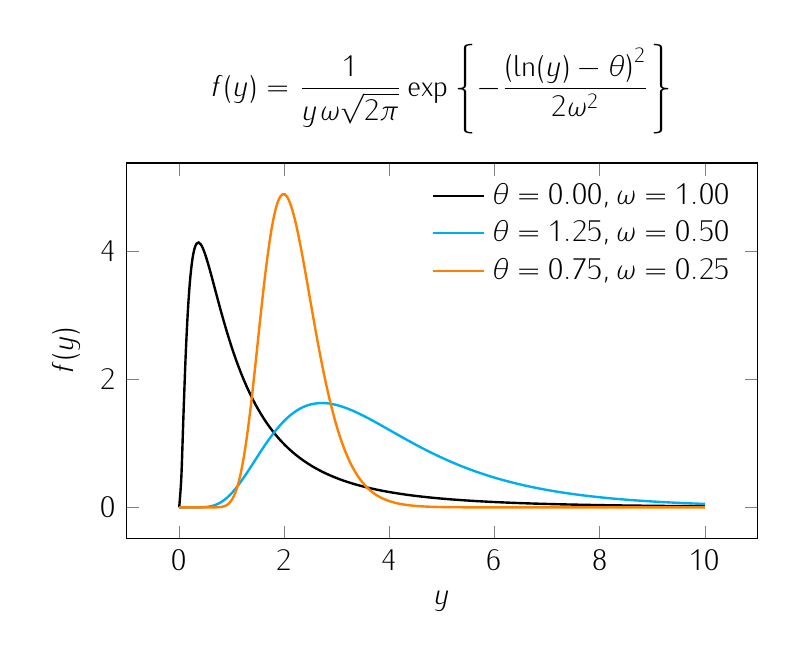 f(y) = 1/(yω√2π) exp{−(ln(y) − θ)²/2ω²}
θ = 0.00, ω = 1.00
θ = 1.25, ω = 0.50
θ = 0.75, ω = 0.25
4
2
0
f(y)
0 2 4 6 8 10
y